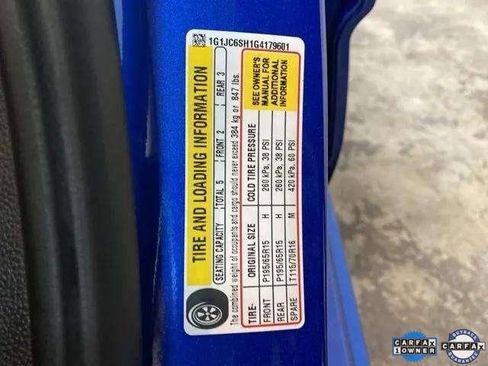 1G1JC6SH1G4179601
TIRE AND LOADING INFORMATION
SEATING CAPACITY TOTAL 5 FRONT 2 REAR 3
The combined weight of occupants and cargo should never exceed 384 kg or 847 lbs.
TIRE ORIGINAL SIZE COLD TIRE PRESSURE
FRONT P195/65R15 H 260 kPa, 38 PSI
REAR P195/65R15 H 260 kPa, 38 PSI
SPARE T115/70R16 M 420 kPa, 60 PSI
SEE OWNER'S
MANUAL FOR
ADDITIONAL
INFORMATION
CARFAX
1 OWNER
BUYBACK
CARFAX
GUARANTEE